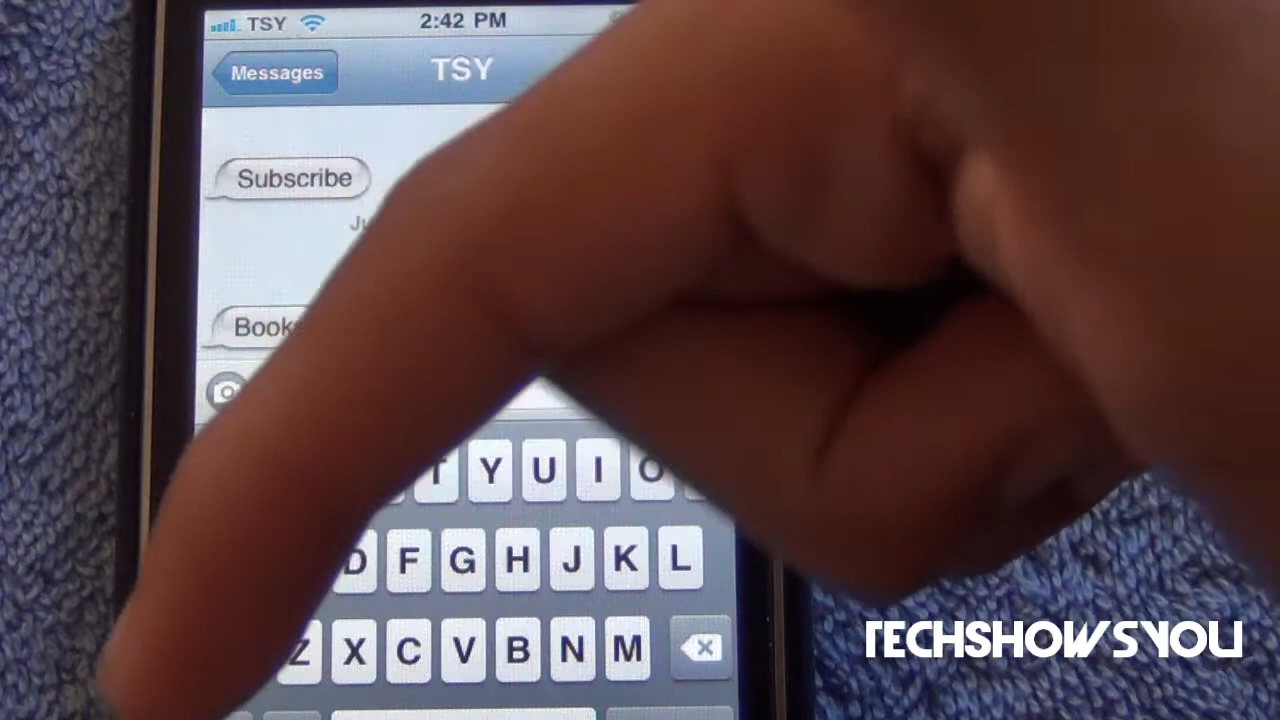 TSY 2:42 PM
Messages TSY
Subscribe
T Y U I O
D F G H J K L
Z X C V B N M
TECHSHOWSYOU